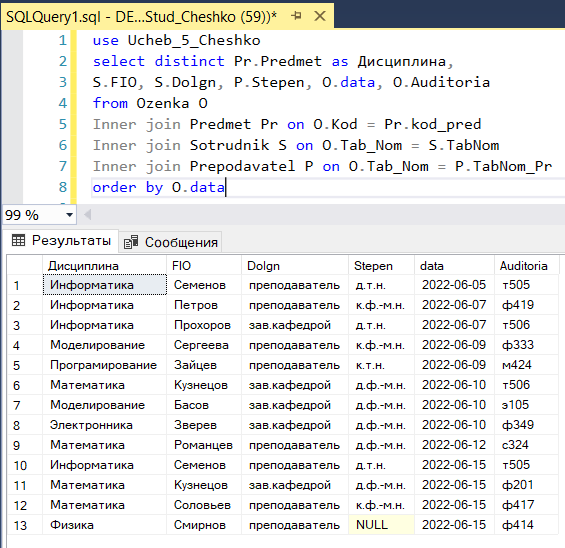 SQLQuery1.sql - DE...Stud_Cheshko (59))*
1 use Ucheb_5_Cheshko
2 select distinct Pr.Predmet as Дисциплина,
3 S.FIO, S.Dolgn, P.Stepen, O.data, O.Auditoria
4 from Ozenka O
5 Inner join Predmet Pr on O.Kod = Pr.kod_pred
6 Inner join Sotrudnik S on O.Tab_Nom = S.TabNom
7 Inner join Prepodavatel P on O.Tab_Nom = P.TabNom_Pr
8 order by O.data
99 %
Результаты Сообщения
Дисциплина FIO Dolgn Stepen data Auditoria
1 Информатика Семенов преподаватель д.т.н. 2022-06-05 т505
2 Информатика Петров преподаватель к.ф.-м.н. 2022-06-07 ф419
3 Информатика Прохоров зав.кафедрой д.т.н. 2022-06-07 т506
4 Моделирование Сергеева преподаватель к.ф.-м.н. 2022-06-09 ф333
5 Програмирование Зайцев преподаватель к.т.н. 2022-06-09 м424
6 Математика Кузнецов зав.кафедрой д.ф.-м.н. 2022-06-10 т506
7 Моделирование Басов зав.кафедрой д.ф.-м.н. 2022-06-10 э105
8 Электронника Зверев зав.кафедрой д.ф.-м.н. 2022-06-10 ф349
9 Математика Романцев преподаватель к.ф.-м.н. 2022-06-12 с324
10 Информатика Семенов преподаватель д.т.н. 2022-06-15 т505
11 Математика Кузнецов зав.кафедрой д.ф.-м.н. 2022-06-15 ф201
12 Математика Соловьев преподаватель к.ф.-м.н. 2022-06-15 ф417
13 Физика Смирнов преподаватель NULL 2022-06-15 ф414